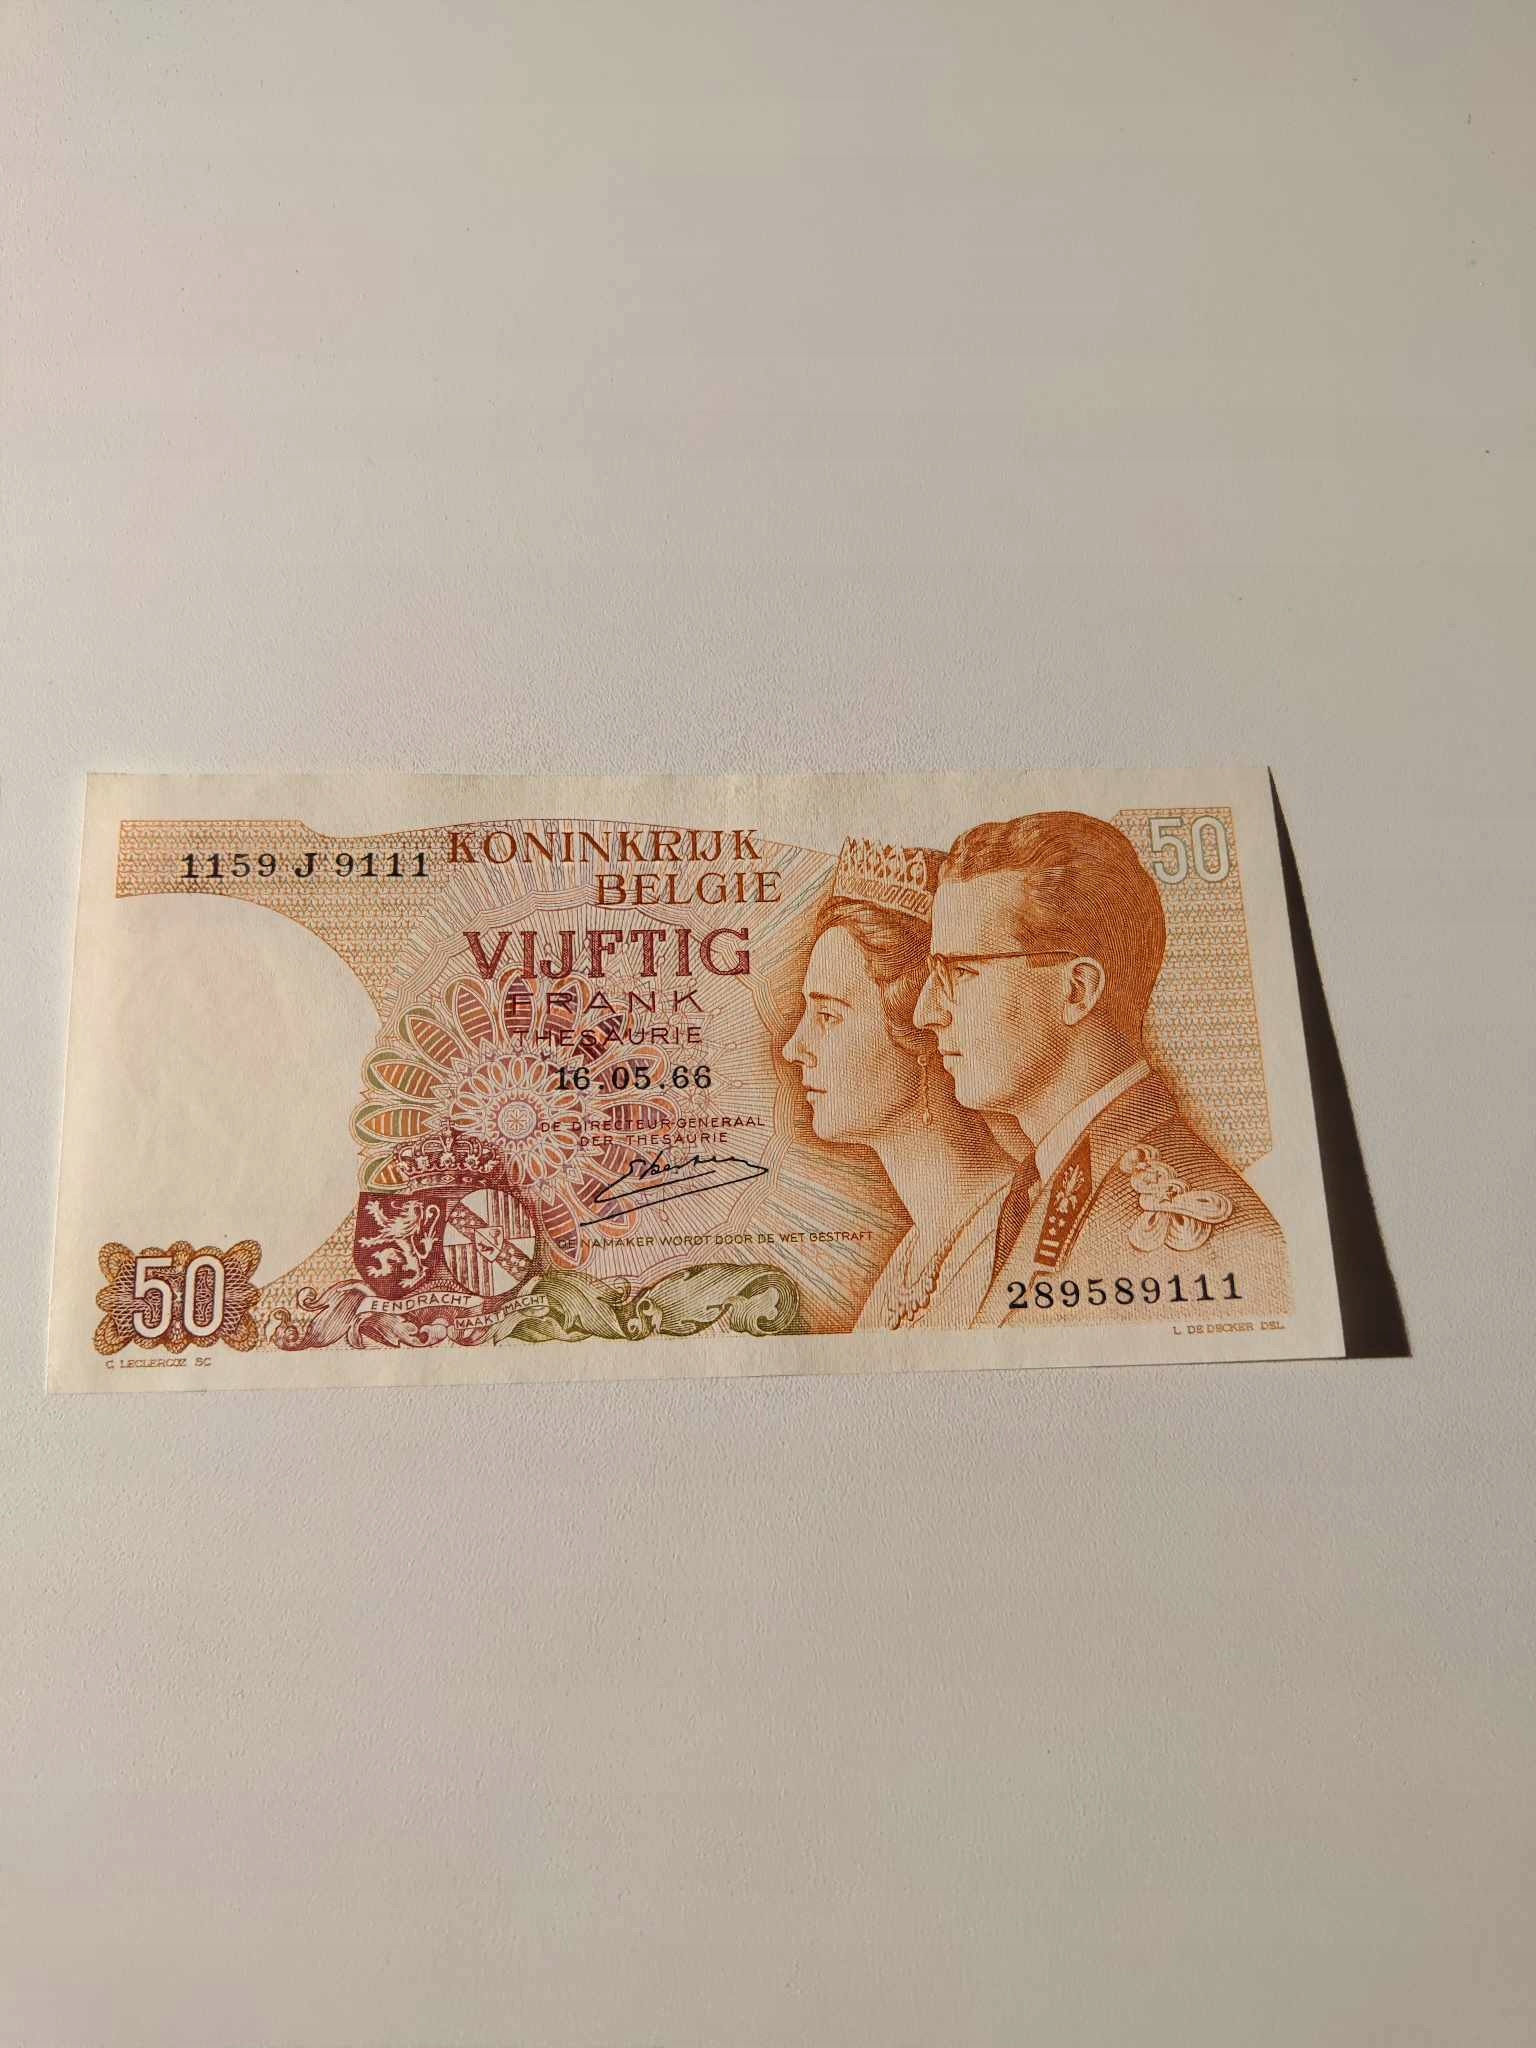 1159 J 9111
KONINKRIJK
BELGIE
50
VIJFTIG
FRANK
THESAURIE
16.05.66
DE DIRECTEUR-GENERAAL
DER THESAURIE
DE NAMAKER WORDT DOOR DE WET GESTRAFT
50
EENDRACHT
MAAKT MACHT
289589111
C. LECLERCQZ SC
L. DE DECKER DEL.